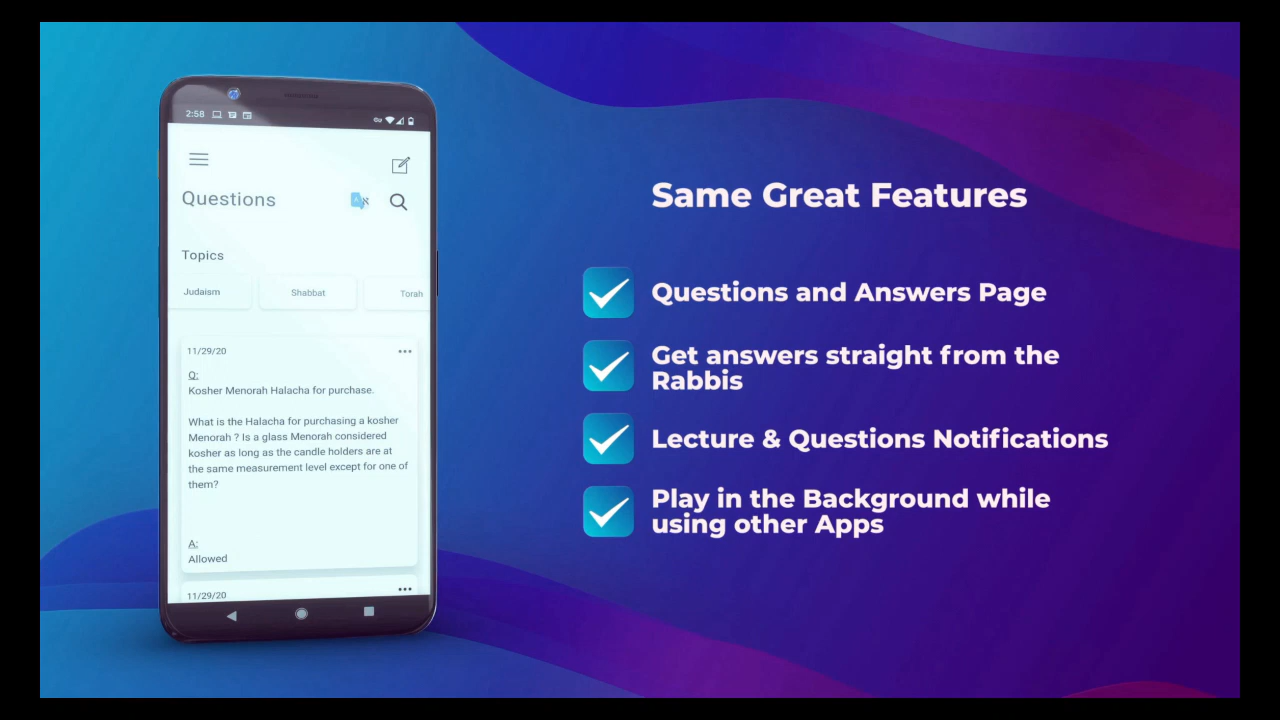 2:58
Questions
Topics
Judaism
Shabbat
Torah
11/29/20
Q:
Kosher Menorah Halacha for purchase.
What is the Halacha for purchasing a kosher
Menorah ? Is a glass Menorah considered
kosher as long as the candle holders are at
the same measurement level except for one of
them?
A:
Allowed
11/29/20
Same Great Features
Questions and Answers Page
Get answers straight from the
Rabbis
Lecture & Questions Notifications
Play in the Background while
using other Apps